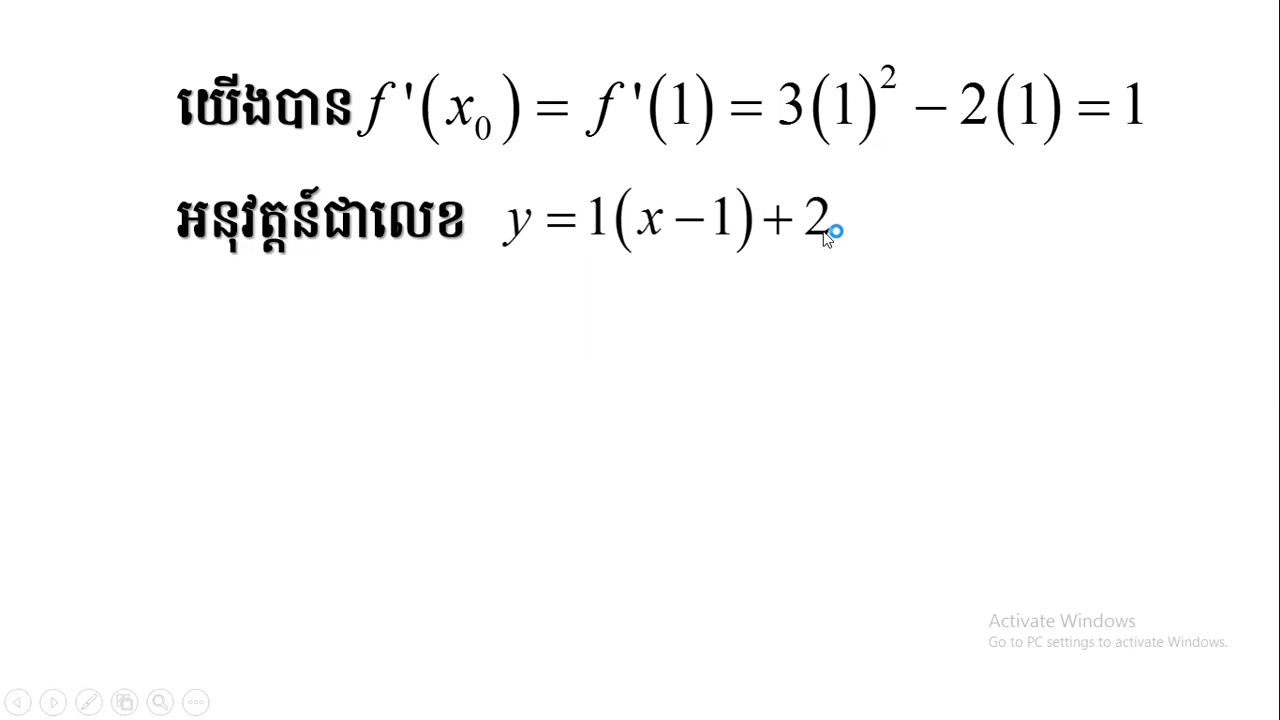 យើងបាន f '(x₀) = f '(1) = 3(1)² − 2(1) = 1
អនុវត្តន៍ជាលេខ y = 1(x − 1) + 2
Activate Windows
Go to PC settings to activate Windows.